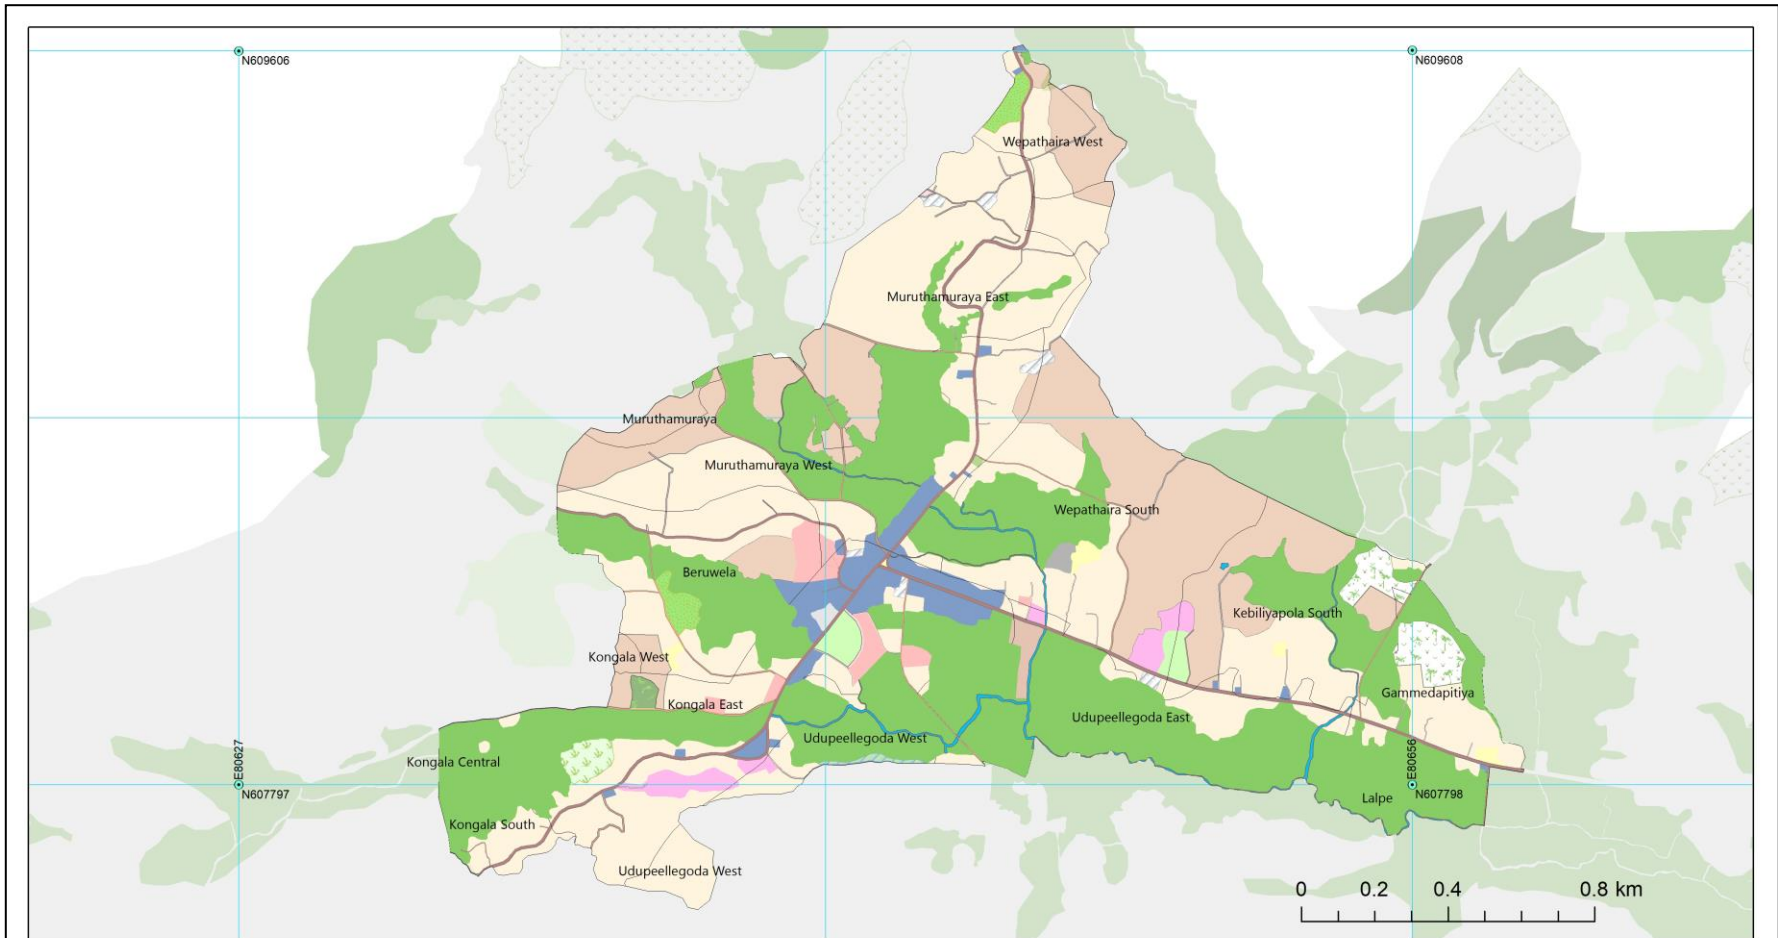 N609606
N609608
Wepathaira West
Muruthamuraya East
Muruthamuraya
Muruthamuraya West
Wepathaira South
Beruwela
Kebiliyapola South
Kongala West
Gammedapitiya
Kongala East
Udupeellegoda East
Udupeellegoda West
Kongala Central
E80627
E80656
N607797
N607798
Lalpe
Kongala South
Udupeellegoda West
0 0.2 0.4 0.8 km